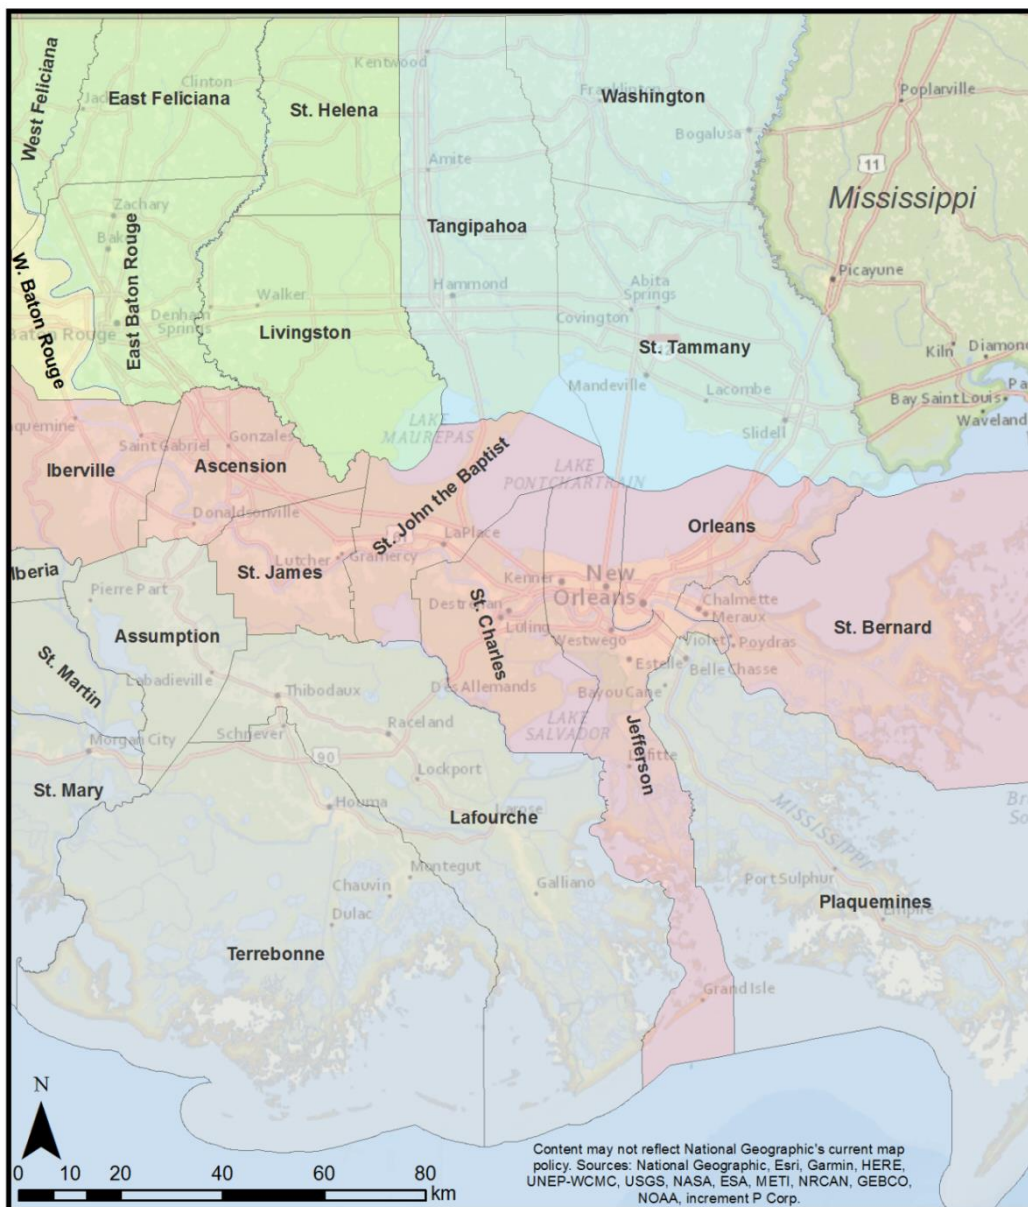 West Feliciana
East Feliciana
Clinton
St. Helena
Kentwood
Washington
Bogalusa
Poplarville
11
Mississippi
Amite
Zachary
Tangipahoa
W. Baton Rouge
East Baton Rouge
Denham
Springs
Walker
Livingston
Hammond
Abita
Springs
Covington
St. Tammany
Picayune
Kiln
Mandeville
Lacombe
Bay Saint Louis
Slidell
LAKE
MAUREPAS
Saint Gabriel
Gonzales
Iberville
Ascension
St. John the Baptist
LAKE
PONTCHARTRAIN
Donaldsonville
LaPlace
Orleans
Lutcher
Gramercy
St. James
Iberia
Pierre Part
Kenner
New
Orleans
St. Charles
Destrehan
Luling
Westwego
Chalmette
Meraux
Violet
Poydras
St. Bernard
Assumption
Labadieville
St. Martin
Estelle
Belle Chasse
Thibodaux
Des Allemands
Bayou Cane
LAKE
SALVADOR
Jefferson
Schriever
Raceland
Morgan City
90
Lafitte
St. Mary
Lockport
Houma
Larose
Lafourche
MISSISSIPPI
Montegut
Chauvin
Galliano
Dulac
Port Sulphur
Plaquemines
Empire
Terrebonne
Grand Isle
N
0 10 20 40 60 80
km
Content may not reflect National Geographic's current map
policy. Sources: National Geographic, Esri, Garmin, HERE,
UNEP-WCMC, USGS, NASA, ESA, METI, NRCAN, GEBCO,
NOAA, increment P Corp.